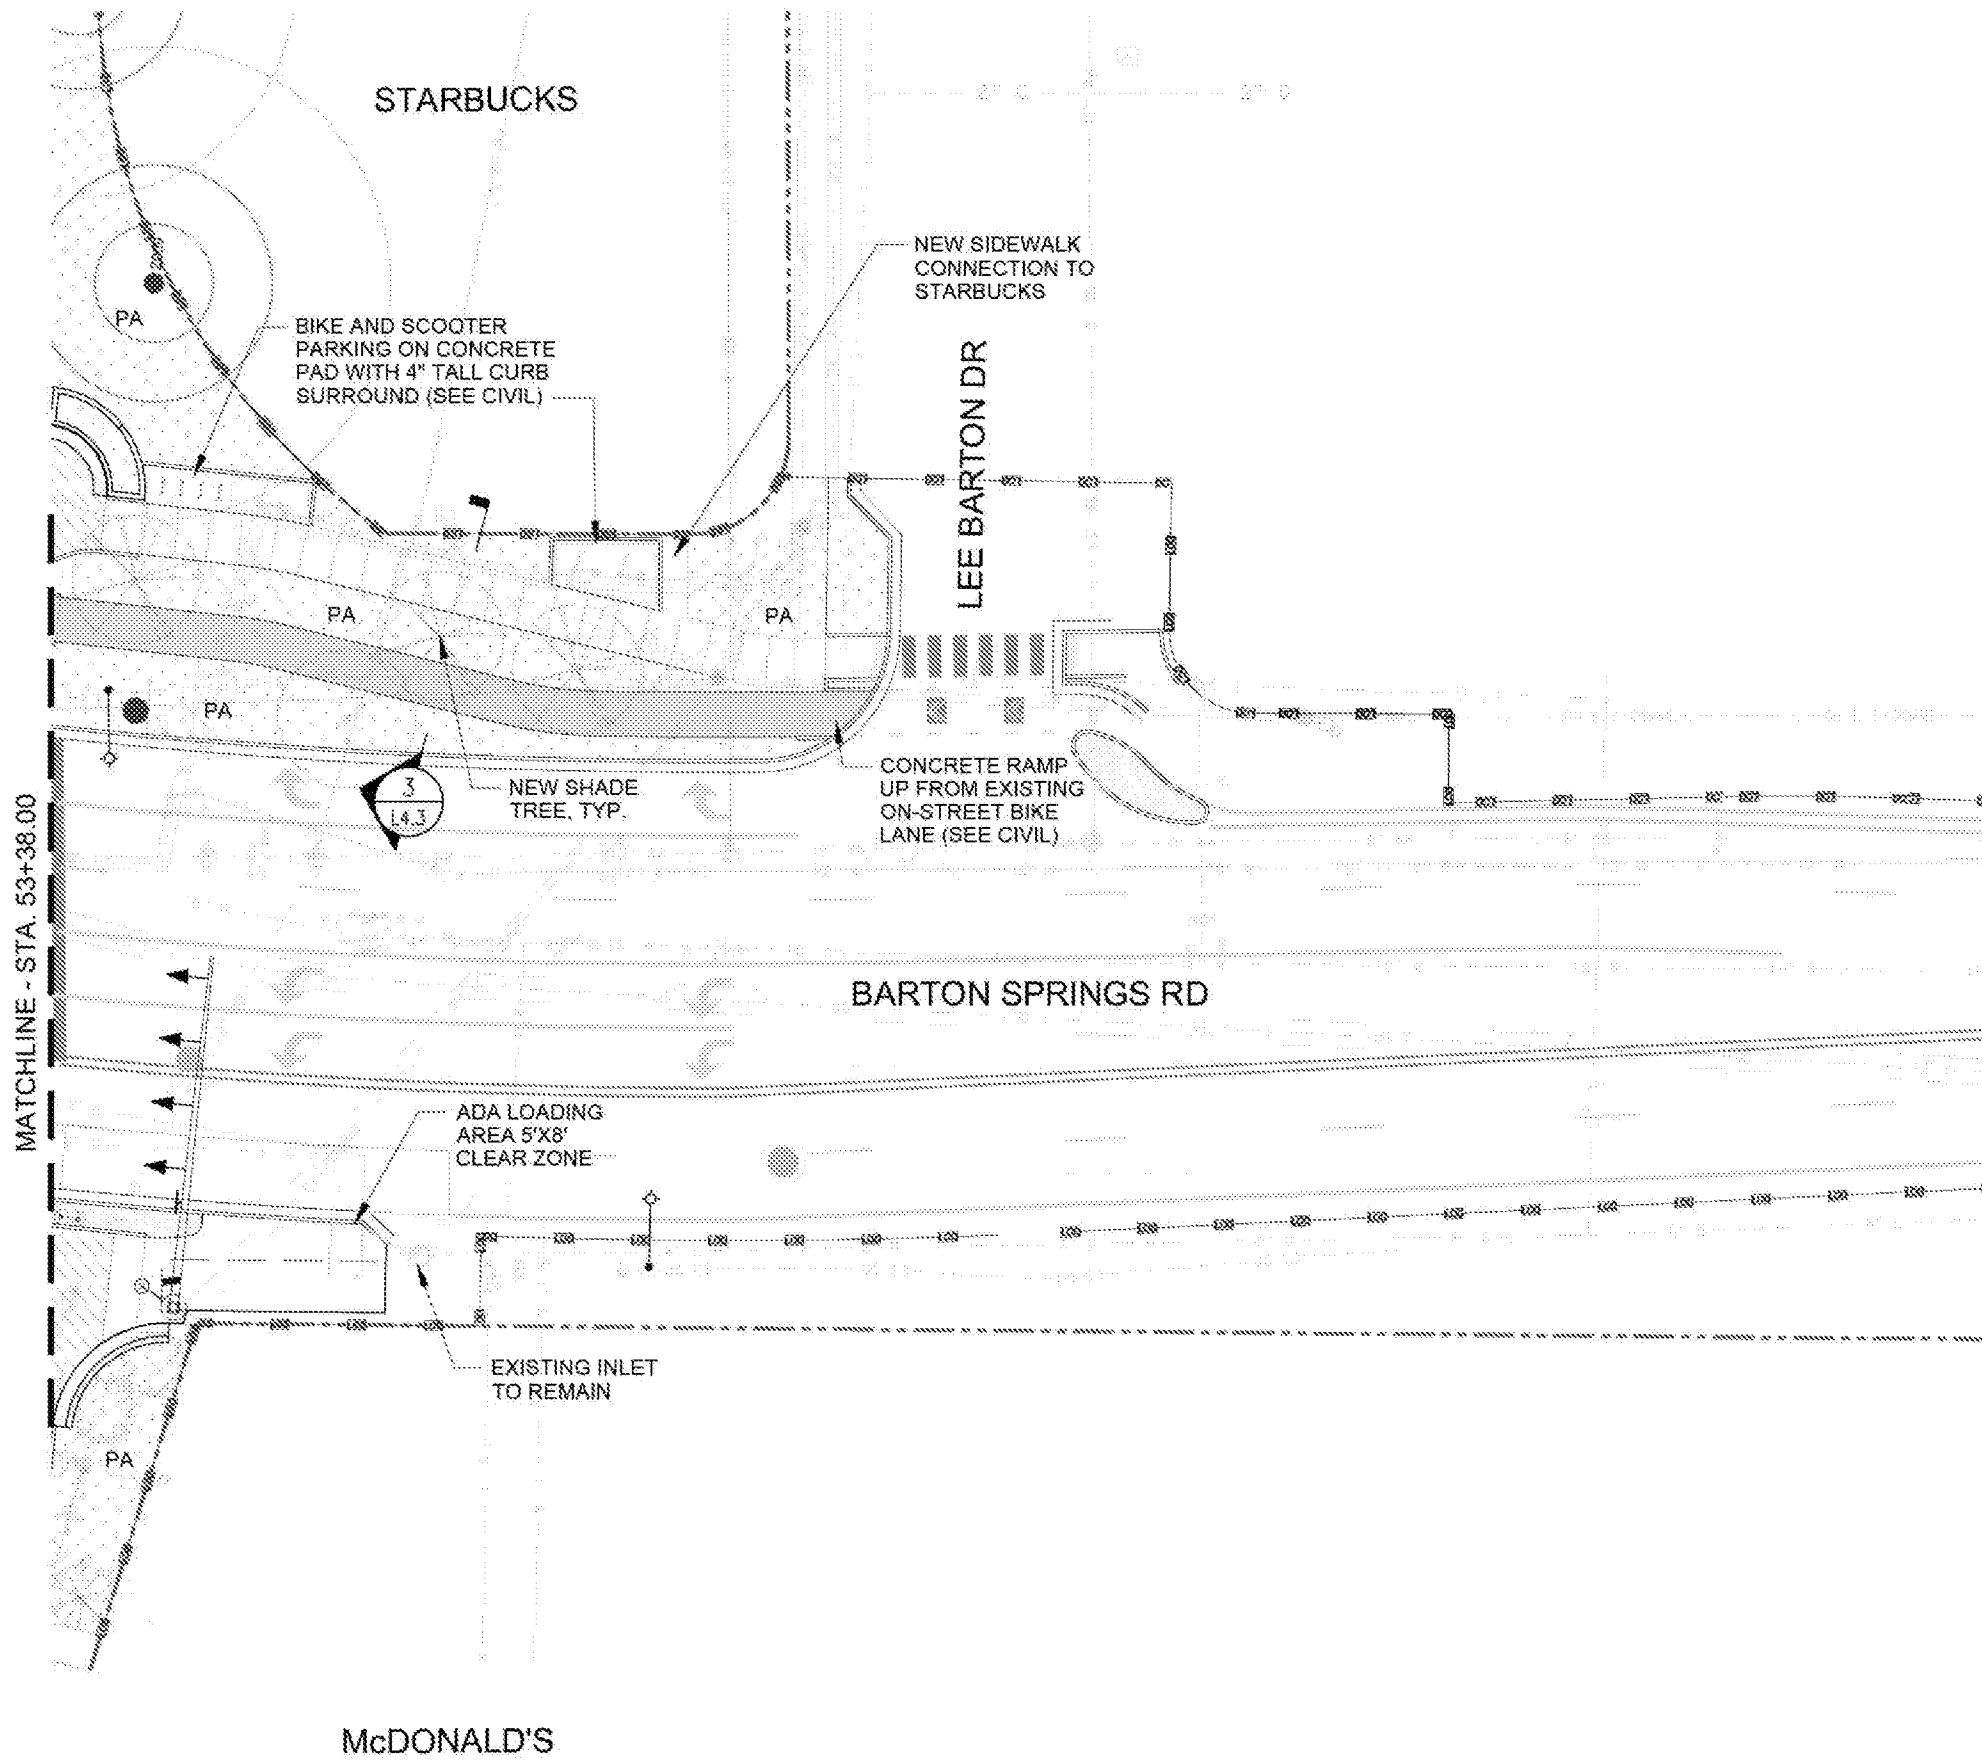 STARBUCKS
NEW SIDEWALK
CONNECTION TO
STARBUCKS
PA
BIKE AND SCOOTER
PARKING ON CONCRETE
PAD WITH 4" TALL CURB
SURROUND (SEE CIVIL)
LEE BARTON DR
PA
PA
PA
CONCRETE RAMP
UP FROM EXISTING
ON-STREET BIKE
LANE (SEE CIVIL)
NEW SHADE
TREE, TYP.
3
L4.3
MATCHLINE - STA. 53+38.00
BARTON SPRINGS RD
ADA LOADING
AREA 5'X8'
CLEAR ZONE
EXISTING INLET
TO REMAIN
PA
McDONALD'S